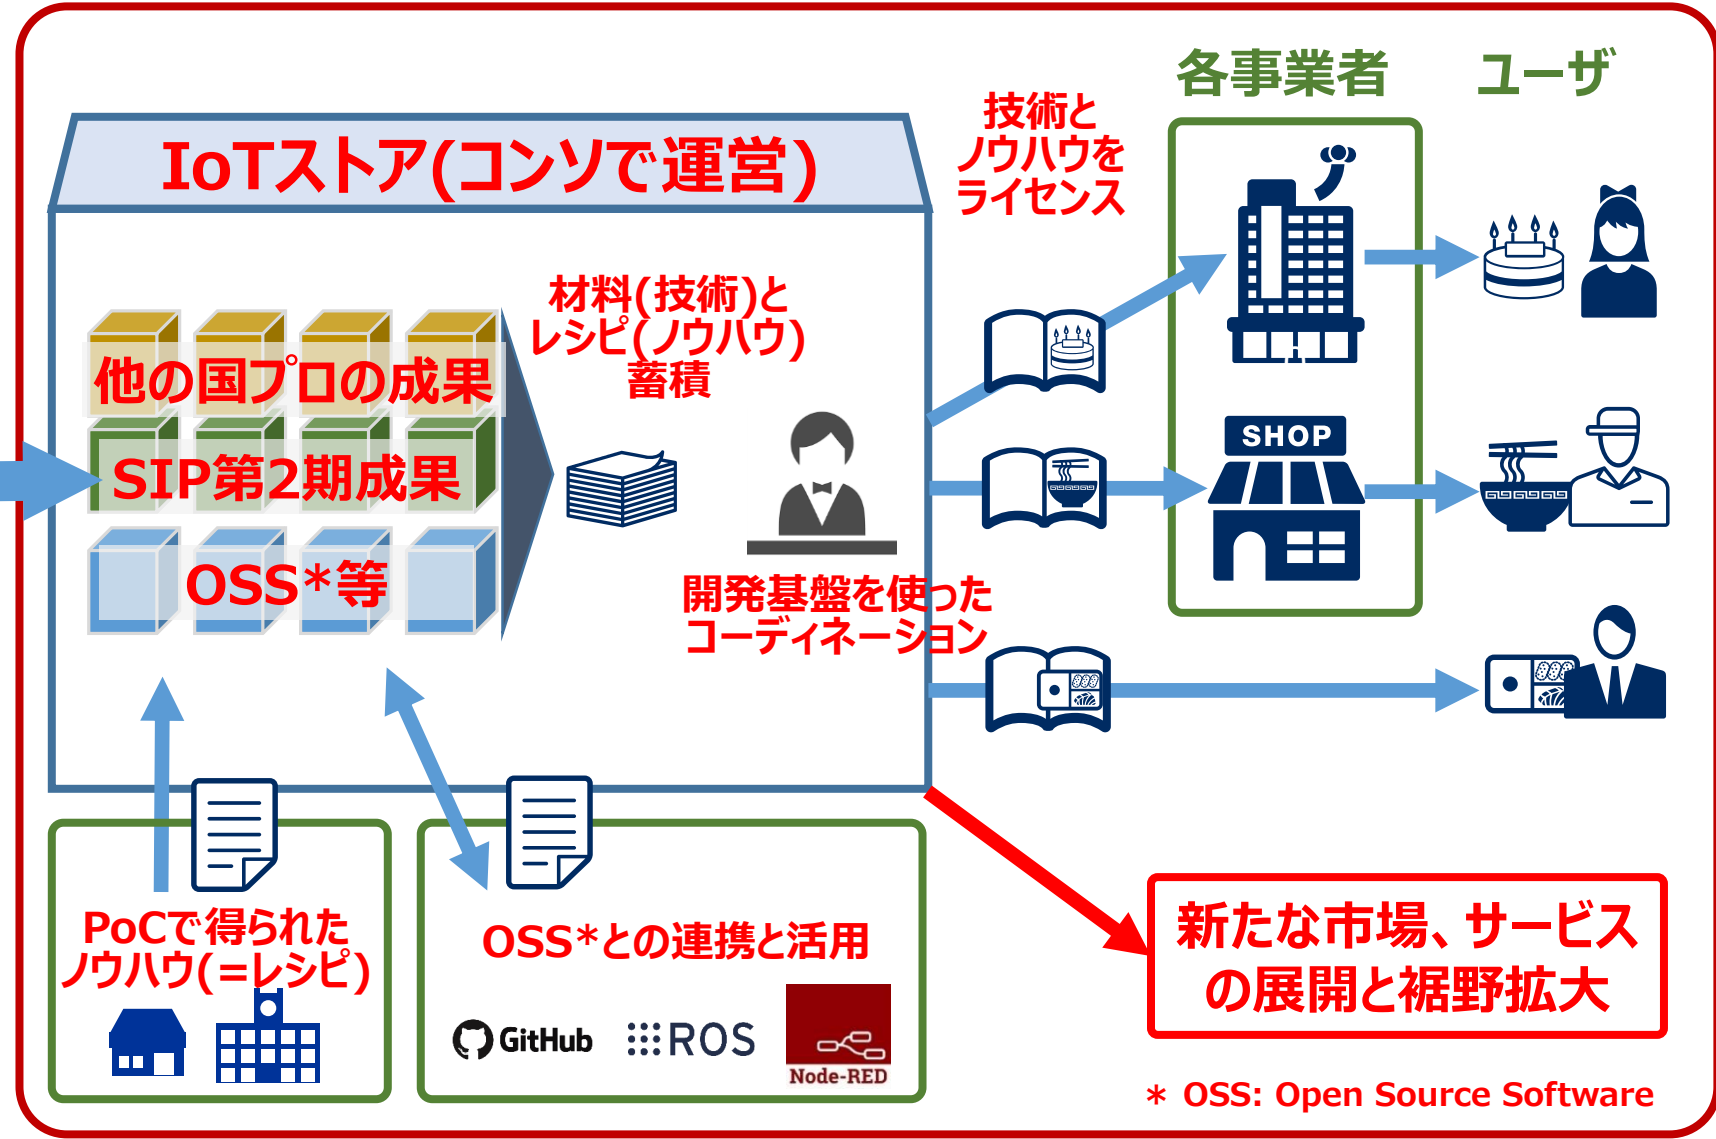 各事業者
ユーザ
技術と
ノウハウを
ライセンス
IoTストア(コンソで運営)
材料(技術)と
レシピ(ノウハウ)
蓄積
他の国プロの成果
SIP第2期成果
OSS*等
SHOP
開発基盤を使った
コーディネーション
PoCで得られた
ノウハウ(=レシピ)
OSS*との連携と活用
GitHub
ROS
Node-RED
新たな市場、サービス
の展開と裾野拡大
* OSS: Open Source Software